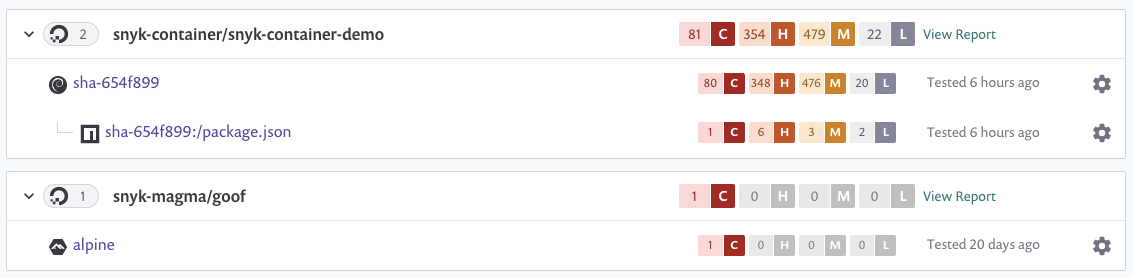 2 snyk-container/snyk-container-demo 81 C 354 H 479 M 22 L View Report
sha-654f899 80 C 348 H 476 M 20 L Tested 6 hours ago
sha-654f899:/package.json 1 C 6 H 3 M 2 L Tested 6 hours ago
1 snyk-magma/goof 1 C 0 H 0 M 0 L View Report
alpine 1 C 0 H 0 M 0 L Tested 20 days ago